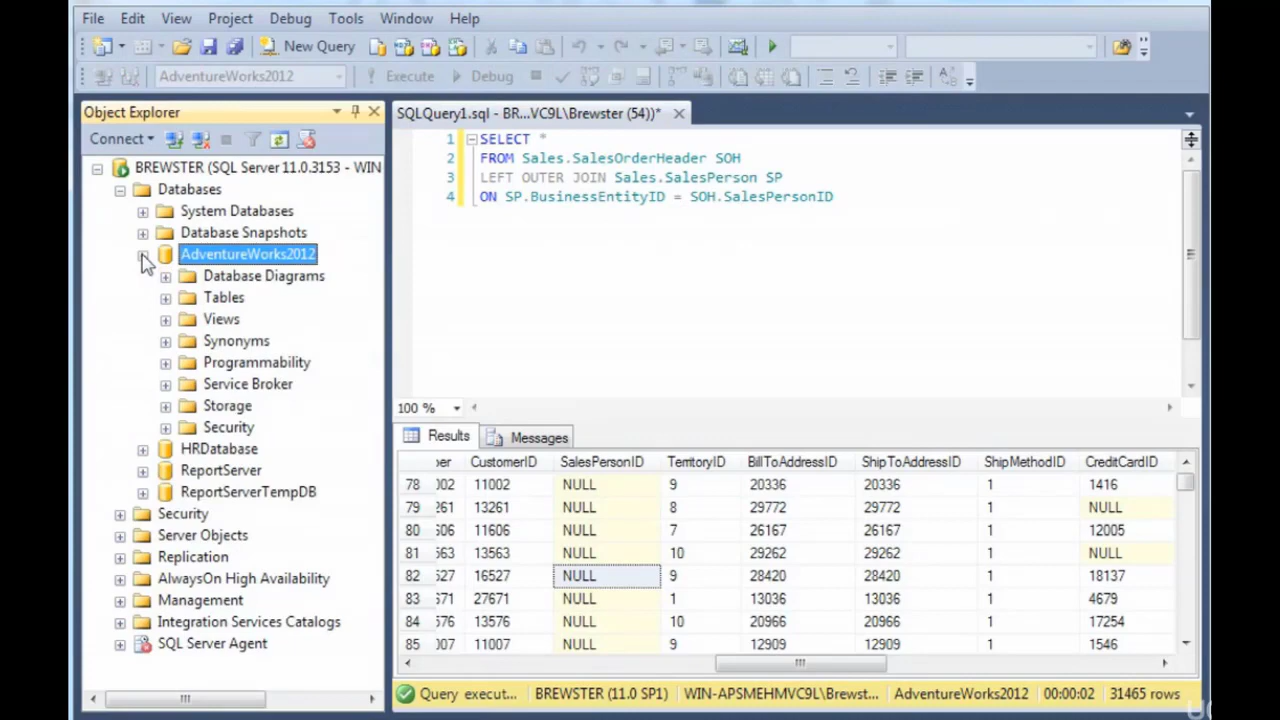 File Edit View Project Debug Tools Window Help
New Query
AdventureWorks2012 Execute Debug
Object Explorer
Connect
BREWSTER (SQL Server 11.0.3153 - WIN
Databases
System Databases
Database Snapshots
AdventureWorks2012
Database Diagrams
Tables
Views
Synonyms
Programmability
Service Broker
Storage
Security
HRDatabase
ReportServer
ReportServerTempDB
Security
Server Objects
Replication
AlwaysOn High Availability
Management
Integration Services Catalogs
SQL Server Agent
SQLQuery1.sql - BR...VC9L\Brewster (54))*
1 SELECT *
2 FROM Sales.SalesOrderHeader SOH
3 LEFT OUTER JOIN Sales.SalesPerson SP
4 ON SP.BusinessEntityID = SOH.SalesPersonID
100 %
Results Messages
ber CustomerID SalesPersonID TerritoryID BillToAddressID ShipToAddressID ShipMethodID CreditCardID
78 002 11002 NULL 9 20336 20336 1 1416
79 261 13261 NULL 8 29772 29772 1 NULL
80 606 11606 NULL 7 26167 26167 1 12005
81 563 13563 NULL 10 29262 29262 1 NULL
82 527 16527 NULL 9 28420 28420 1 18137
83 671 27671 NULL 1 13036 13036 1 4679
84 576 13576 NULL 10 20966 20966 1 17254
85 007 11007 NULL 9 12909 12909 1 1546
Query execut... BREWSTER (11.0 SP1) WIN-APSMEHMVC9L\Brewst... AdventureWorks2012 00:00:02 31465 rows